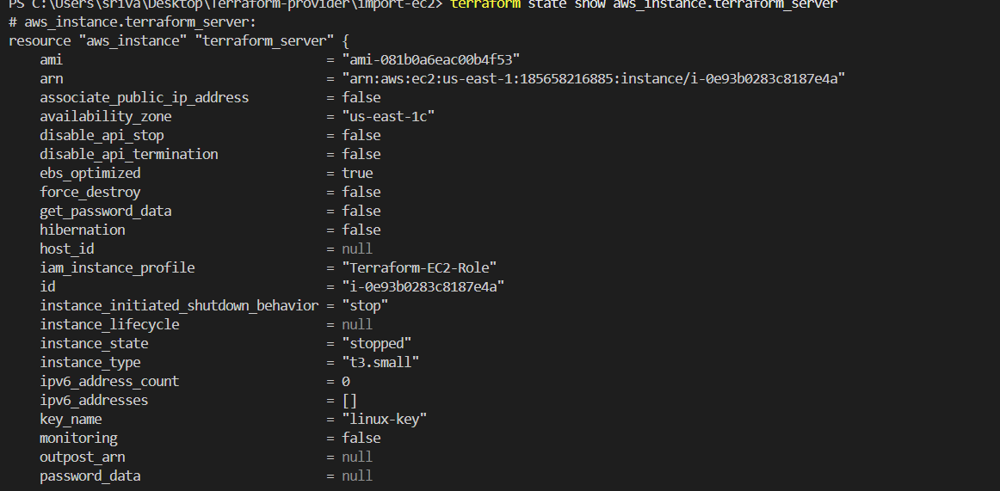 PS C:\Users\sriva\Desktop\Terraform-provider\import-ec2> terraform state show aws_instance.terraform_server
# aws_instance.terraform_server:
resource "aws_instance" "terraform_server" {
    ami                                  = "ami-081b0a6eac00b4f53"
    arn                                  = "arn:aws:ec2:us-east-1:185658216885:instance/i-0e93b0283c8187e4a"
    associate_public_ip_address          = false
    availability_zone                    = "us-east-1c"
    disable_api_stop                     = false
    disable_api_termination              = false
    ebs_optimized                        = true
    force_destroy                        = false
    get_password_data                    = false
    hibernation                          = false
    host_id                              = null
    iam_instance_profile                 = "Terraform-EC2-Role"
    id                                   = "i-0e93b0283c8187e4a"
    instance_initiated_shutdown_behavior = "stop"
    instance_lifecycle                   = null
    instance_state                       = "stopped"
    instance_type                        = "t3.small"
    ipv6_address_count                   = 0
    ipv6_addresses                       = []
    key_name                             = "linux-key"
    monitoring                           = false
    outpost_arn                          = null
    password_data                        = null